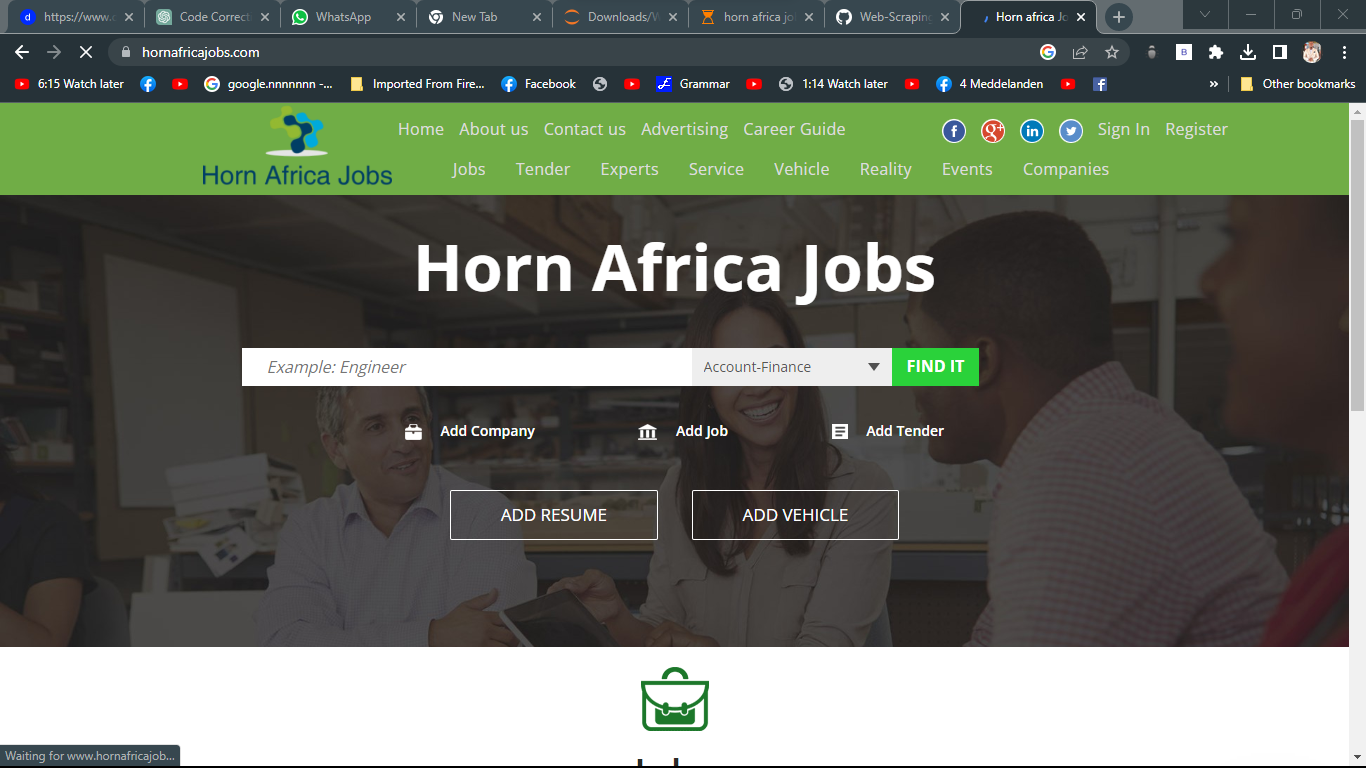 https://www.c
Code Correct
WhatsApp
New Tab
Downloads/W
horn africa jo
Web-Scraping
Horn africa Jo
hornafricajobs.com
6:15 Watch later
google.nnnnnnn -...
Imported From Fire...
Facebook
Grammar
1:14 Watch later
4 Meddelanden
»
Other bookmarks
Horn Africa Jobs
Home About us Contact us Advertising Career Guide
Sign In Register
Jobs Tender Experts Service Vehicle Reality Events Companies
Horn Africa Jobs
Example: Engineer
Account-Finance
FIND IT
Add Company
Add Job
Add Tender
ADD RESUME
ADD VEHICLE
Waiting for www.hornafricajob...